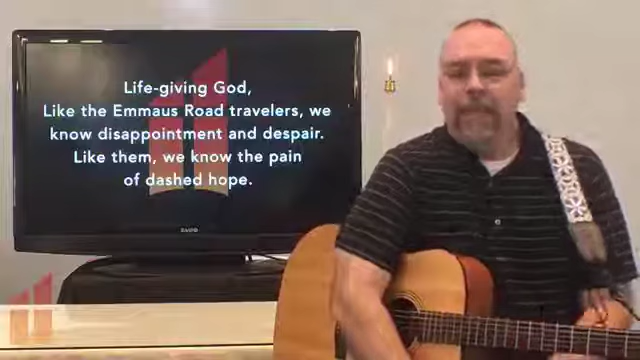 Life-giving God,
Like the Emmaus Road travelers, we
know disappointment and despair.
Like them, we know the pain
of dashed hope.